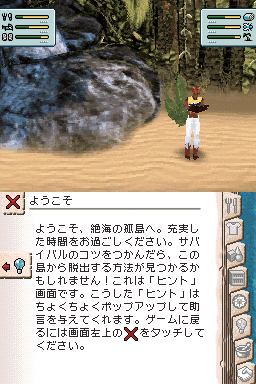 ようこそ
ようこそ、絶海の孤島へ。充実し
た時間をお過ごしください。サバ
イバルのコツをつかんだら、この
島から脱出する方法が見つかるか
もしれません！これは「ヒント」
画面です。こうした「ヒント」は
ちょくちょくポップアップして助
言を与えてくれます。ゲームに戻
るには画面左上の❌をタッチして
ください。